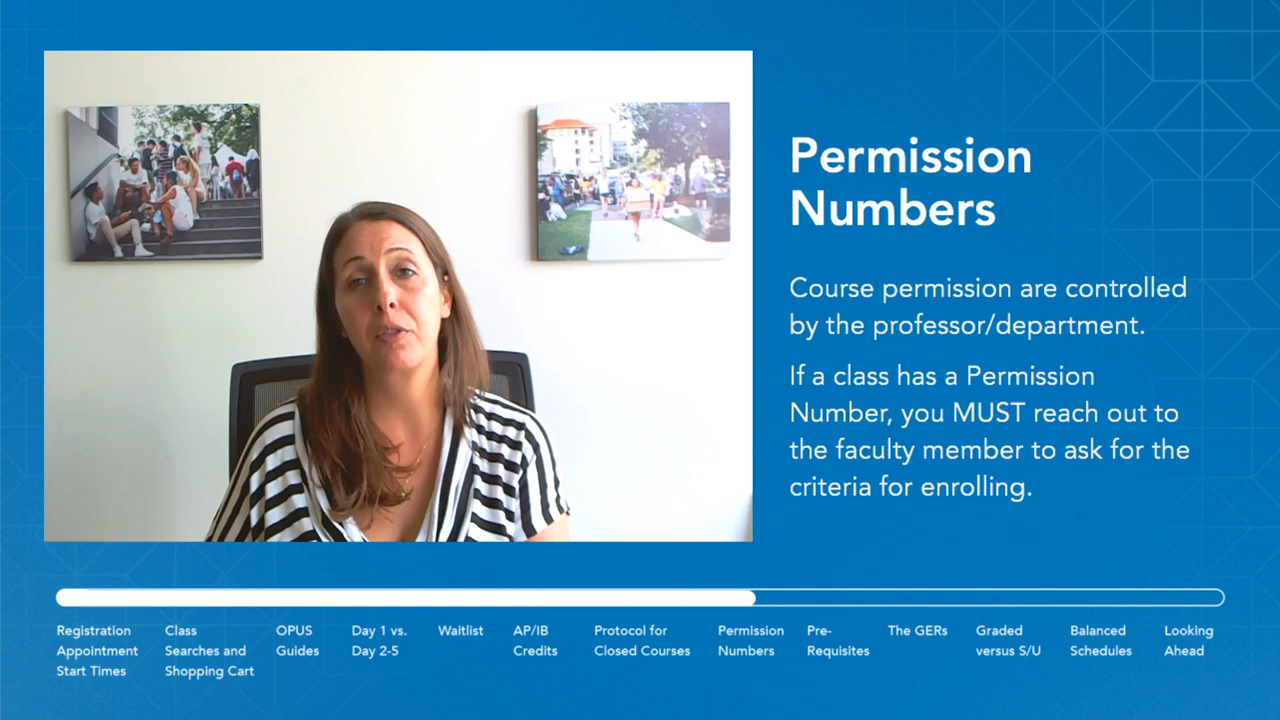 Permission
Numbers
Course permission are controlled
by the professor/department.
If a class has a Permission
Number, you MUST reach out to
the faculty member to ask for the
criteria for enrolling.
Registration
Appointment
Start Times
Class
Searches and
Shopping Cart
OPUS
Guides
Day 1 vs.
Day 2-5
Waitlist
AP/IB
Credits
Protocol for
Closed Courses
Permission
Numbers
Pre-
Requisites
The GERs
Graded
versus S/U
Balanced
Schedules
Looking
Ahead